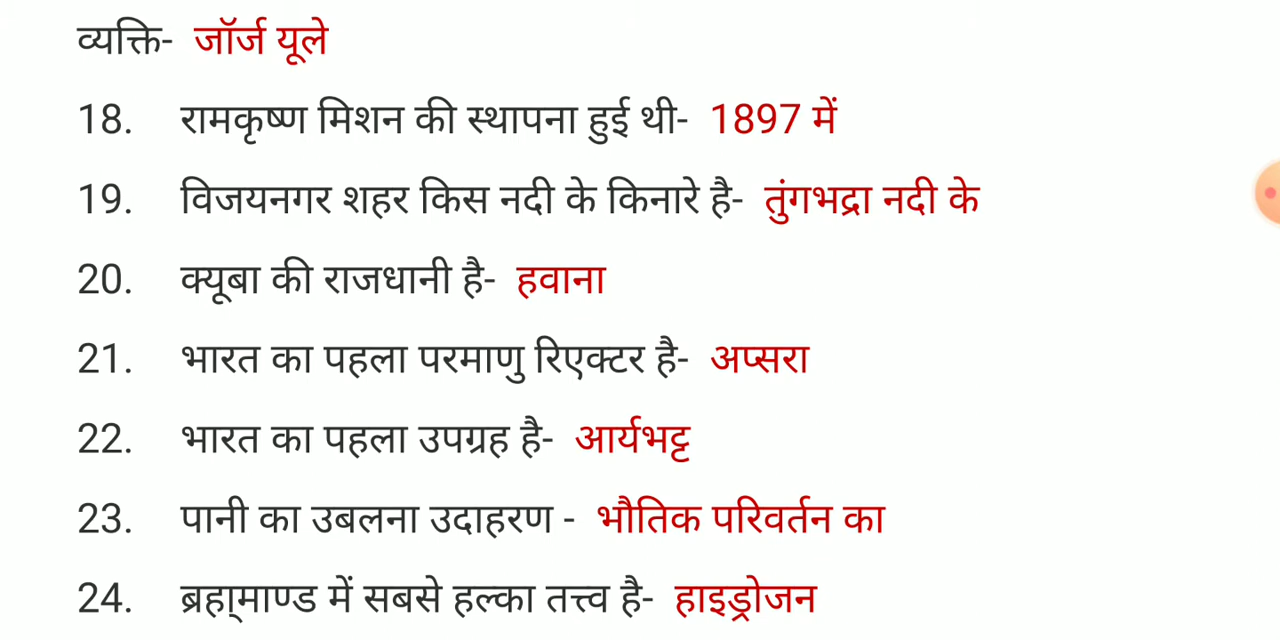 व्यक्ति- जॉर्ज यूले
18. रामकृष्ण मिशन की स्थापना हुई थी- 1897 में
19. विजयनगर शहर किस नदी के किनारे है- तुंगभद्रा नदी के
20. क्यूबा की राजधानी है- हवाना
21. भारत का पहला परमाणु रिएक्टर है- अप्सरा
22. भारत का पहला उपग्रह है- आर्यभट्ट
23. पानी का उबलना उदाहरण - भौतिक परिवर्तन का
24. ब्रहा्माण्ड में सबसे हल्का तत्त्व है- हाइड्रोजन